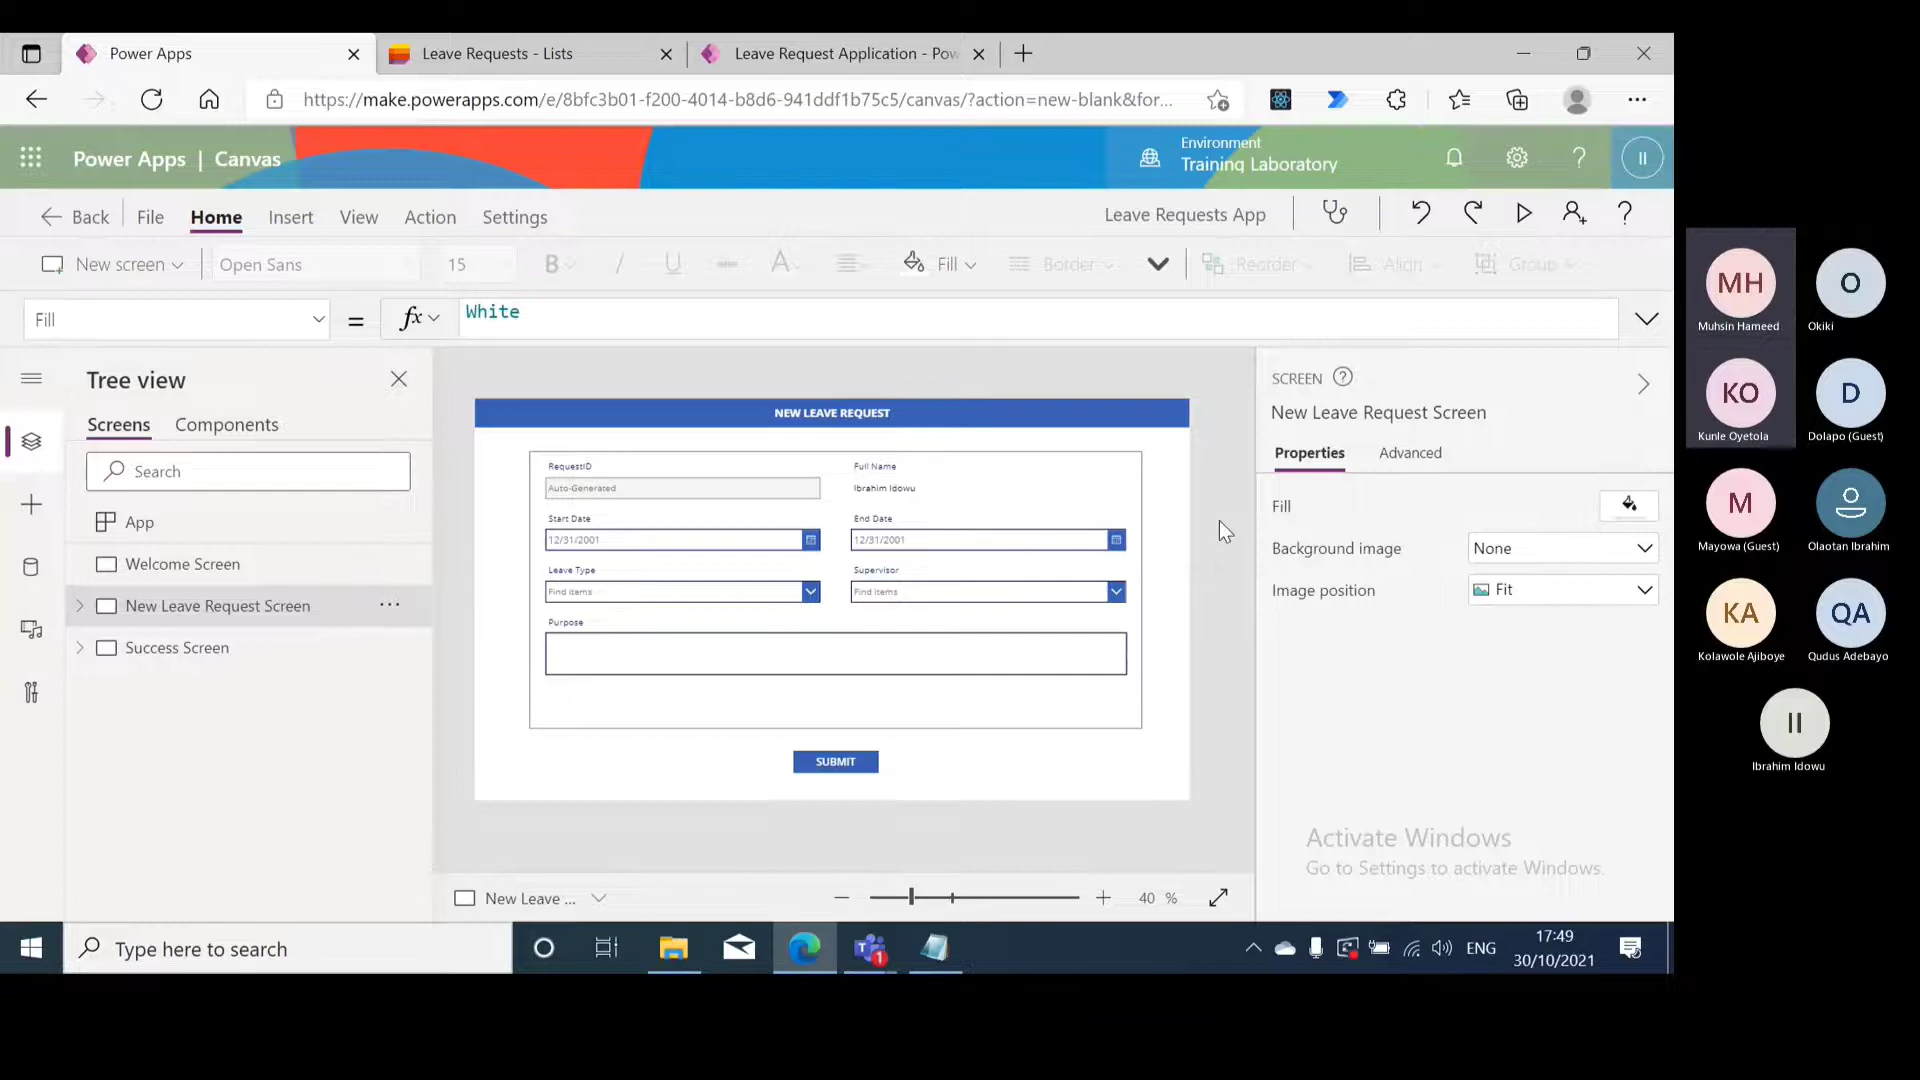 Power Apps
Leave Requests - Lists
Leave Request Application - Pow
https://make.powerapps.com/e/8bfc3b01-f200-4014-b8d6-941ddf1b75c5/canvas/?action=new-blank&for...
Power Apps | Canvas
Environment
Training Laboratory
II
Back
File
Home
Insert
View
Action
Settings
Leave Requests App
New screen
Open Sans
15
B
Fill
Border
Reorder
Align
Group
Fill
=
fx
White
Tree view
Screens
Components
Search
App
Welcome Screen
New Leave Request Screen
Success Screen
NEW LEAVE REQUEST
RequestID
Full Name
Auto-Generated
Ibrahim Idowu
Start Date
End Date
12/31/2001
12/31/2001
Leave Type
Supervisor
Find items
Find items
Purpose
SUBMIT
SCREEN
New Leave Request Screen
Properties
Advanced
Fill
Background image
None
Image position
Fit
Activate Windows
Go to Settings to activate Windows.
New Leave ...
40 %
Type here to search
ENG
17:49
30/10/2021
MH
Muhsin Hameed
O
Okiki
KO
Kunle Oyetola
D
Dolapo (Guest)
M
Mayowa (Guest)
Olaotan Ibrahim
KA
Kolawole Ajiboye
QA
Qudus Adebayo
II
Ibrahim Idowu